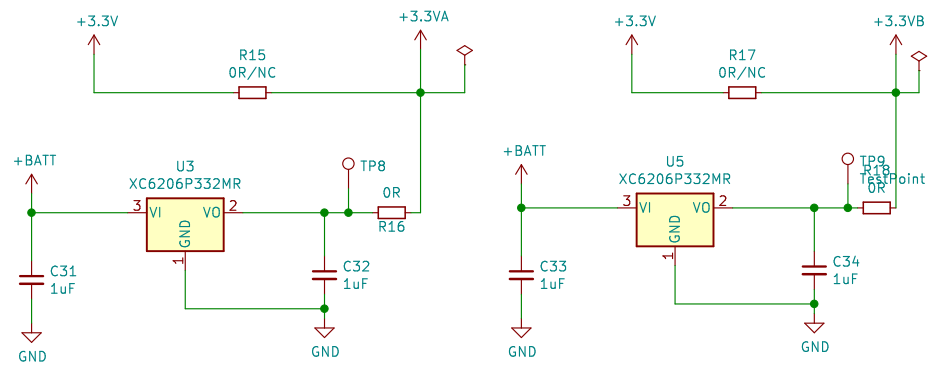 +3.3V
+3.3VA
R15
0R/NC
+BATT
U3
XC6206P332MR
TP8
0R
3
VI
VO
2
GND
1
R16
C31
1uF
C32
1uF
GND
GND
+3.3V
+3.3VB
R17
0R/NC
+BATT
U5
XC6206P332MR
TP9
R18
TestPoint
0R
3
VI
VO
2
GND
1
C33
1uF
C34
1uF
GND
GND